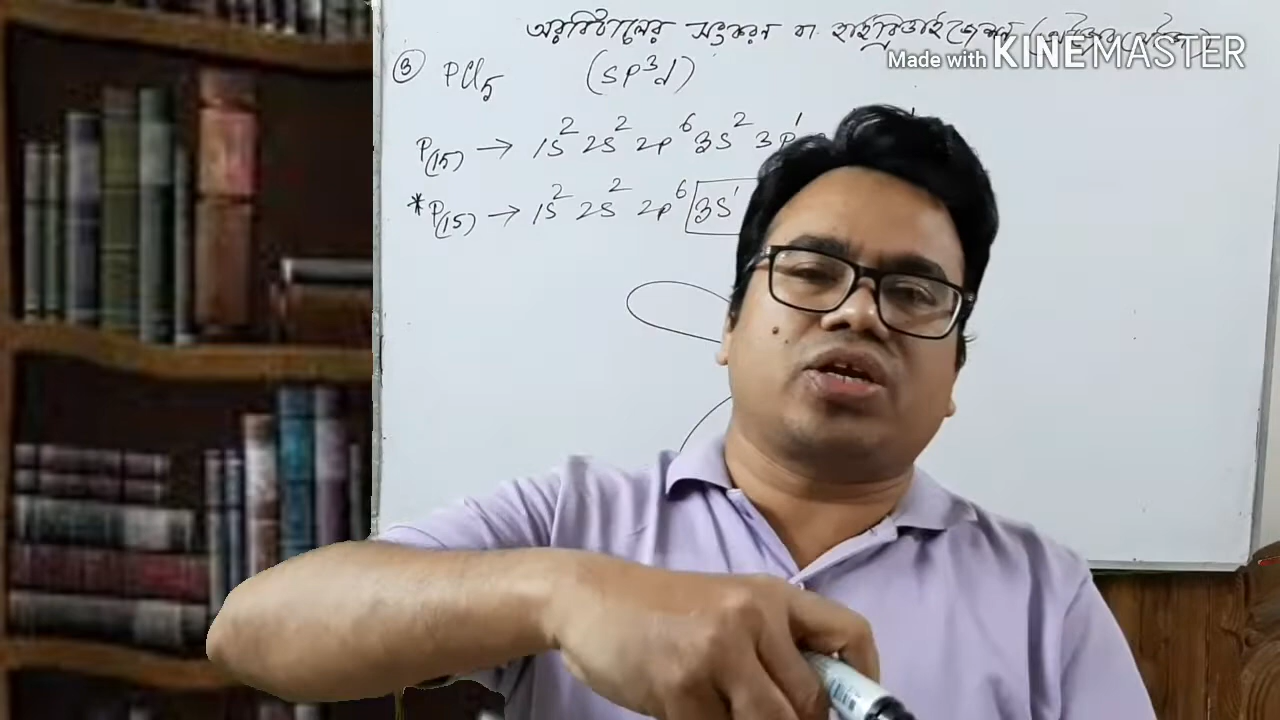 অরবিটালের সংকরণ বা হাইব্রিডাইজেশন
Made with KINEMASTER
③ PCl5 (SP³d)
P(15) → 1S² 2S² 2P⁶ 3S² 3P¹
*P(15) → 1S² 2S² 2P⁶ 3S¹